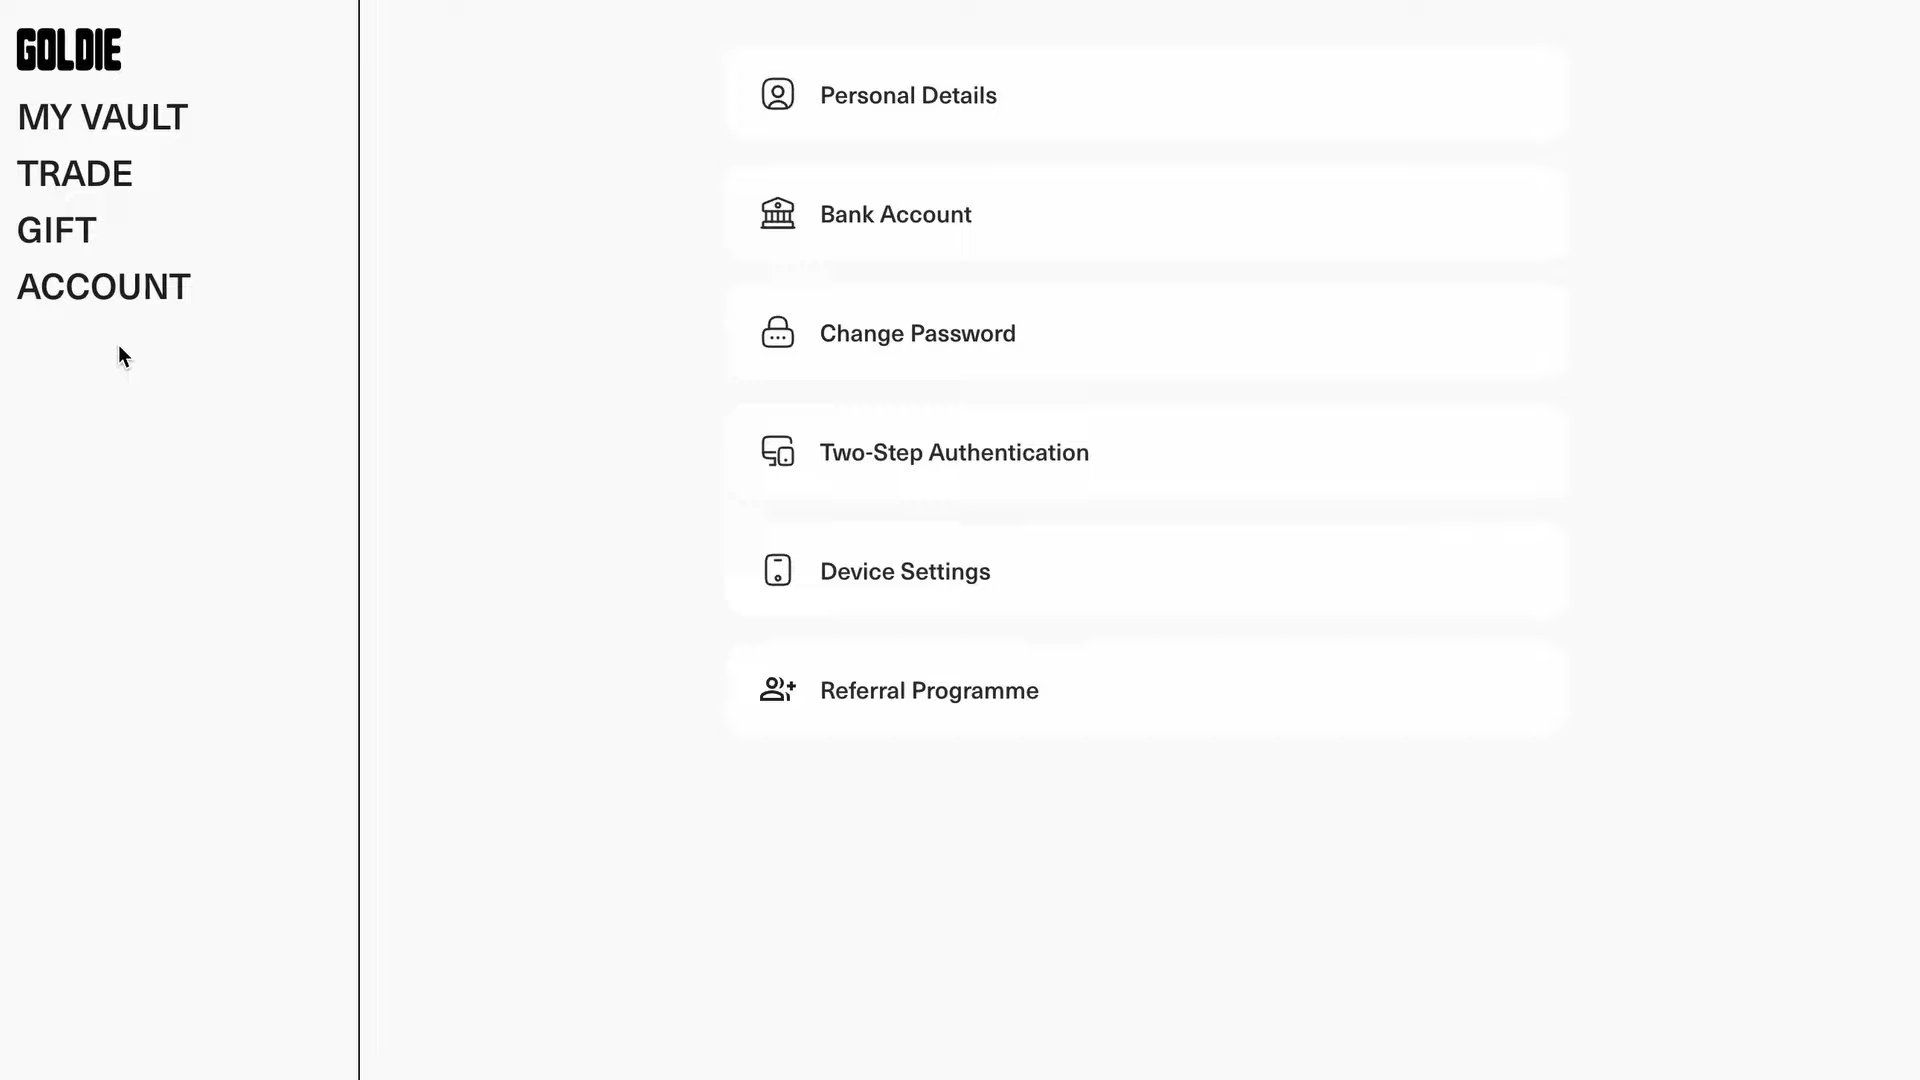 GOLDIE
MY VAULT
TRADE
GIFT
ACCOUNT
Personal Details
Bank Account
Change Password
Two-Step Authentication
Device Settings
Referral Programme